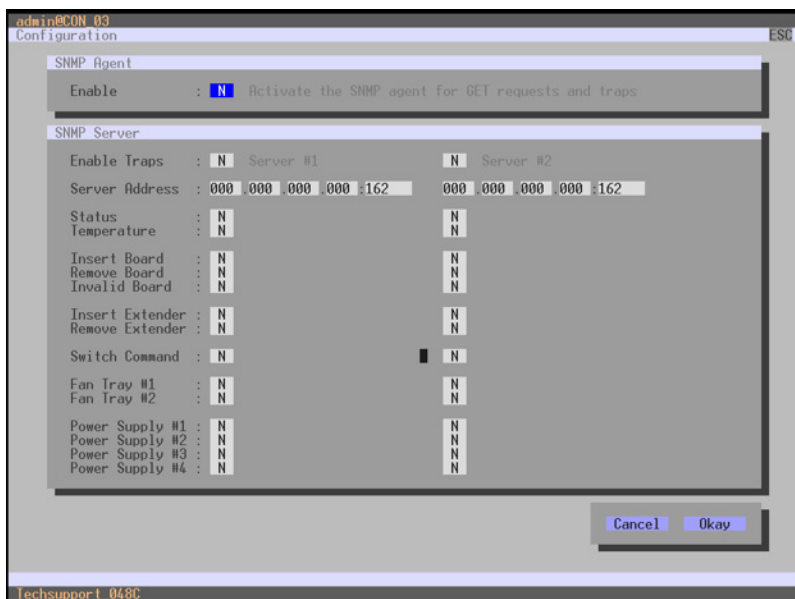 admin@CON_03
Configuration ESC
SNMP Agent
Enable : N Activate the SNMP agent for GET requests and traps
SNMP Server
Enable Traps : N Server #1 N Server #2
Server Address : 000 .000 .000 .000 :162 000 .000 .000 .000 :162
Status : N N
Temperature : N N
Insert Board : N N
Remove Board : N N
Invalid Board : N N
Insert Extender : N N
Remove Extender : N N
Switch Command : N N
Fan Tray #1 : N N
Fan Tray #2 : N N
Power Supply #1 : N N
Power Supply #2 : N N
Power Supply #3 : N N
Power Supply #4 : N N
Cancel Okay
Techsupport 048C